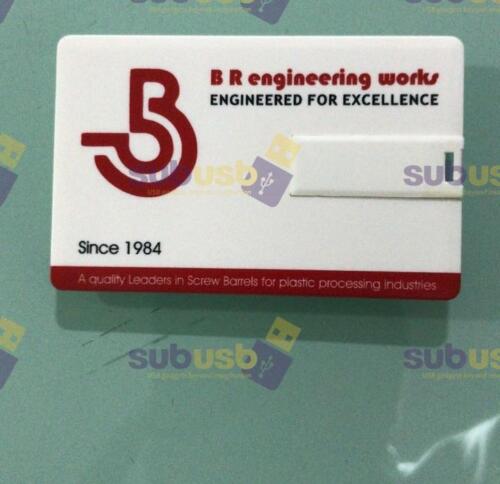 B R engineering works
ENGINEERED FOR EXCELLENCE
Since 1984
A quality Leaders in Screw Barrels for plastic processing industries
subusb
subusb
subusb
subusb